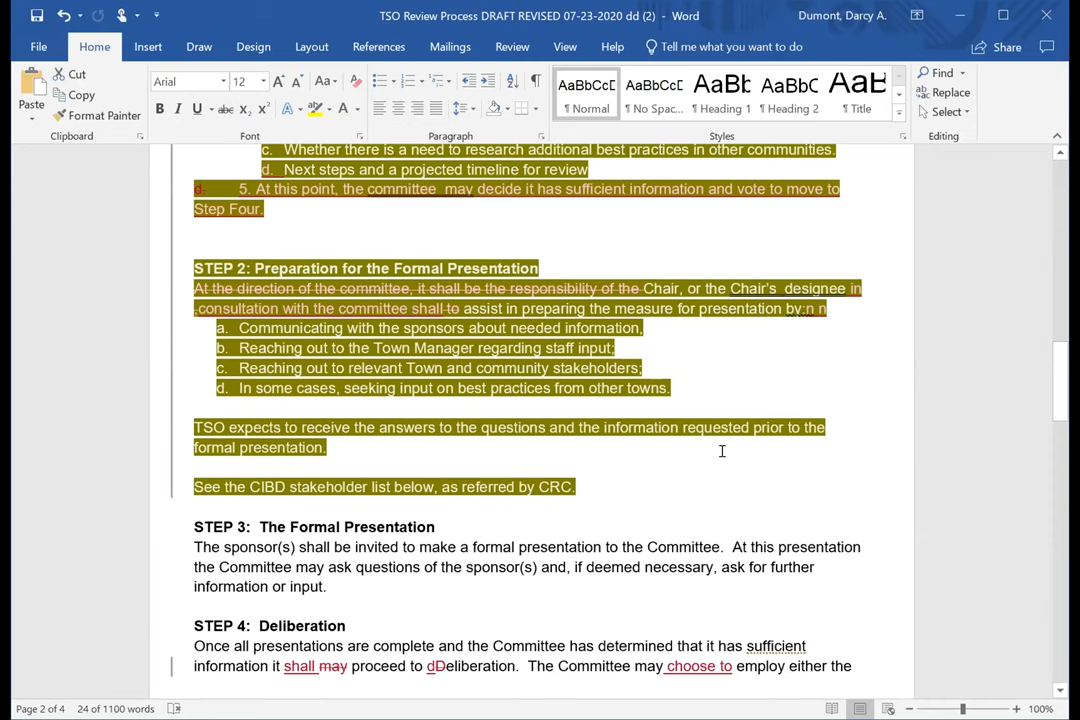 TSO Review Process DRAFT REVISED 07-23-2020 dd (2) - Word
Dumont, Darcy A.
File Home Insert Draw Design Layout References Mailings Review View Help Tell me what you want to do Share
Paste
Cut
Copy
Format Painter
Arial 12 A A Aa
B I U abc x₂ x² A A
AaBbCcD AaBbCcD AaBbC AaBbC AaBb
¶ Normal ¶ No Spac... ¶ Heading 1 ¶ Heading 2 ¶ Title
Find
Replace
Select
Clipboard Font Paragraph Styles Editing
c. Whether there is a need to research additional best practices in other communities.
d. Next steps and a projected timeline for review
d. 5. At this point, the committee may decide it has sufficient information and vote to move to
Step Four.
STEP 2: Preparation for the Formal Presentation
At the direction of the committee, it shall be the responsibility of the Chair, or the Chair's designee in
,consultation with the committee shall to assist in preparing the measure for presentation by:n n
a. Communicating with the sponsors about needed information,
b. Reaching out to the Town Manager regarding staff input;
c. Reaching out to relevant Town and community stakeholders;
d. In some cases, seeking input on best practices from other towns.
TSO expects to receive the answers to the questions and the information requested prior to the
formal presentation.
See the CIBD stakeholder list below, as referred by CRC.
STEP 3: The Formal Presentation
The sponsor(s) shall be invited to make a formal presentation to the Committee. At this presentation
the Committee may ask questions of the sponsor(s) and, if deemed necessary, ask for further
information or input.
STEP 4: Deliberation
Once all presentations are complete and the Committee has determined that it has sufficient
information it shall may proceed to dDeliberation. The Committee may choose to employ either the
Page 2 of 4 24 of 1100 words 100%